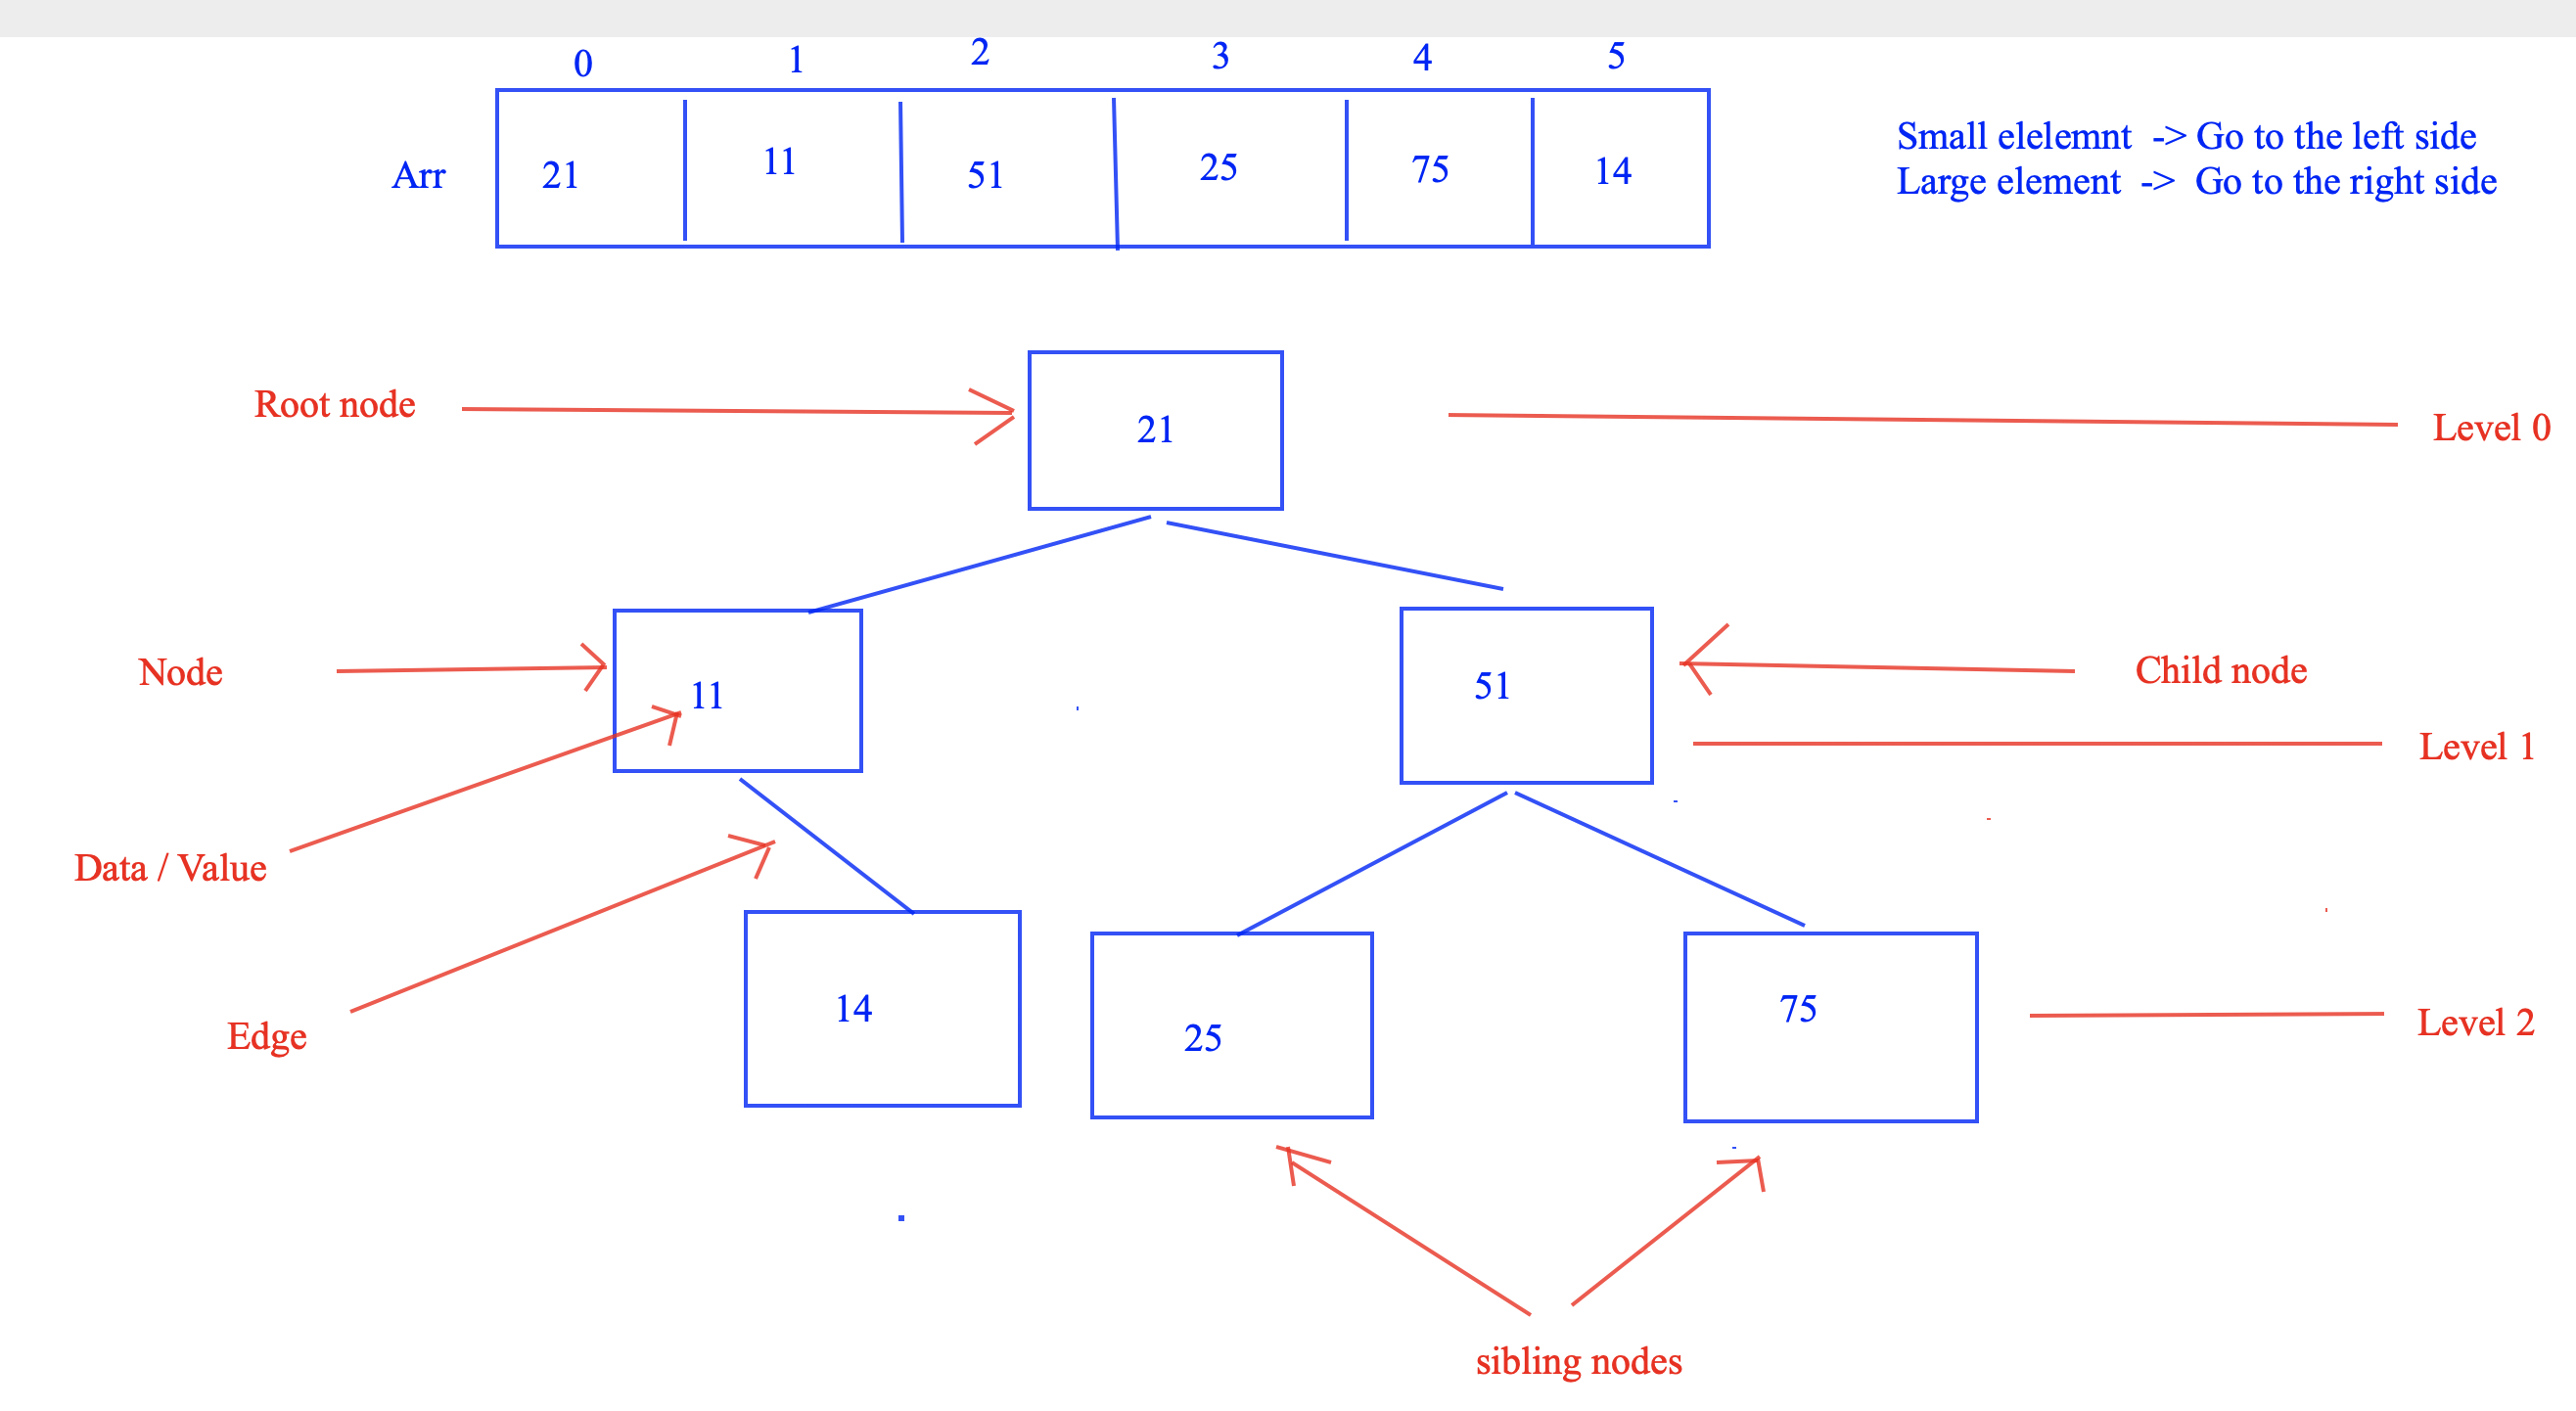 0 1 2 3 4 5
Arr 21 11 51 25 75 14
Small elelemnt -> Go to the left side
Large element -> Go to the right side
Root node
21
Level 0
Node
11
51
Child node
Level 1
Data / Value
Edge
14
25
75
Level 2
sibling nodes